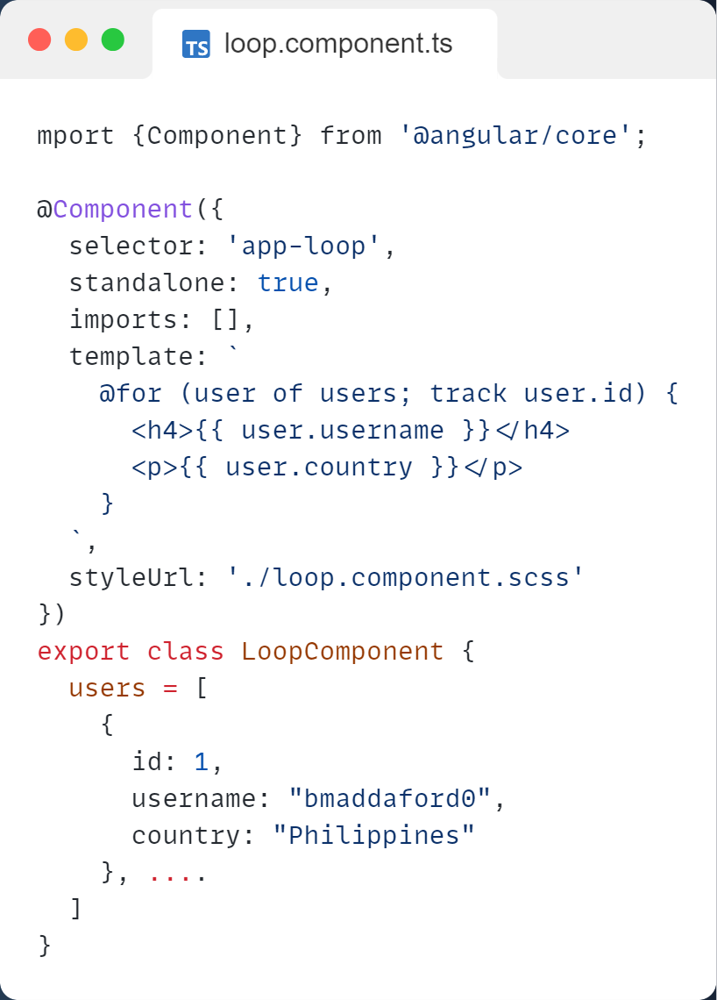 TS loop.component.ts
mport {Component} from '@angular/core';
@Component({
  selector: 'app-loop',
  standalone: true,
  imports: [],
  template: `
    @for (user of users; track user.id) {
      <h4>{{ user.username }}</h4>
      <p>{{ user.country }}</p>
    }
  `,
  styleUrl: './loop.component.scss'
})
export class LoopComponent {
  users = [
    {
      id: 1,
      username: "bmaddaford0",
      country: "Philippines"
    }, ....
  ]
}